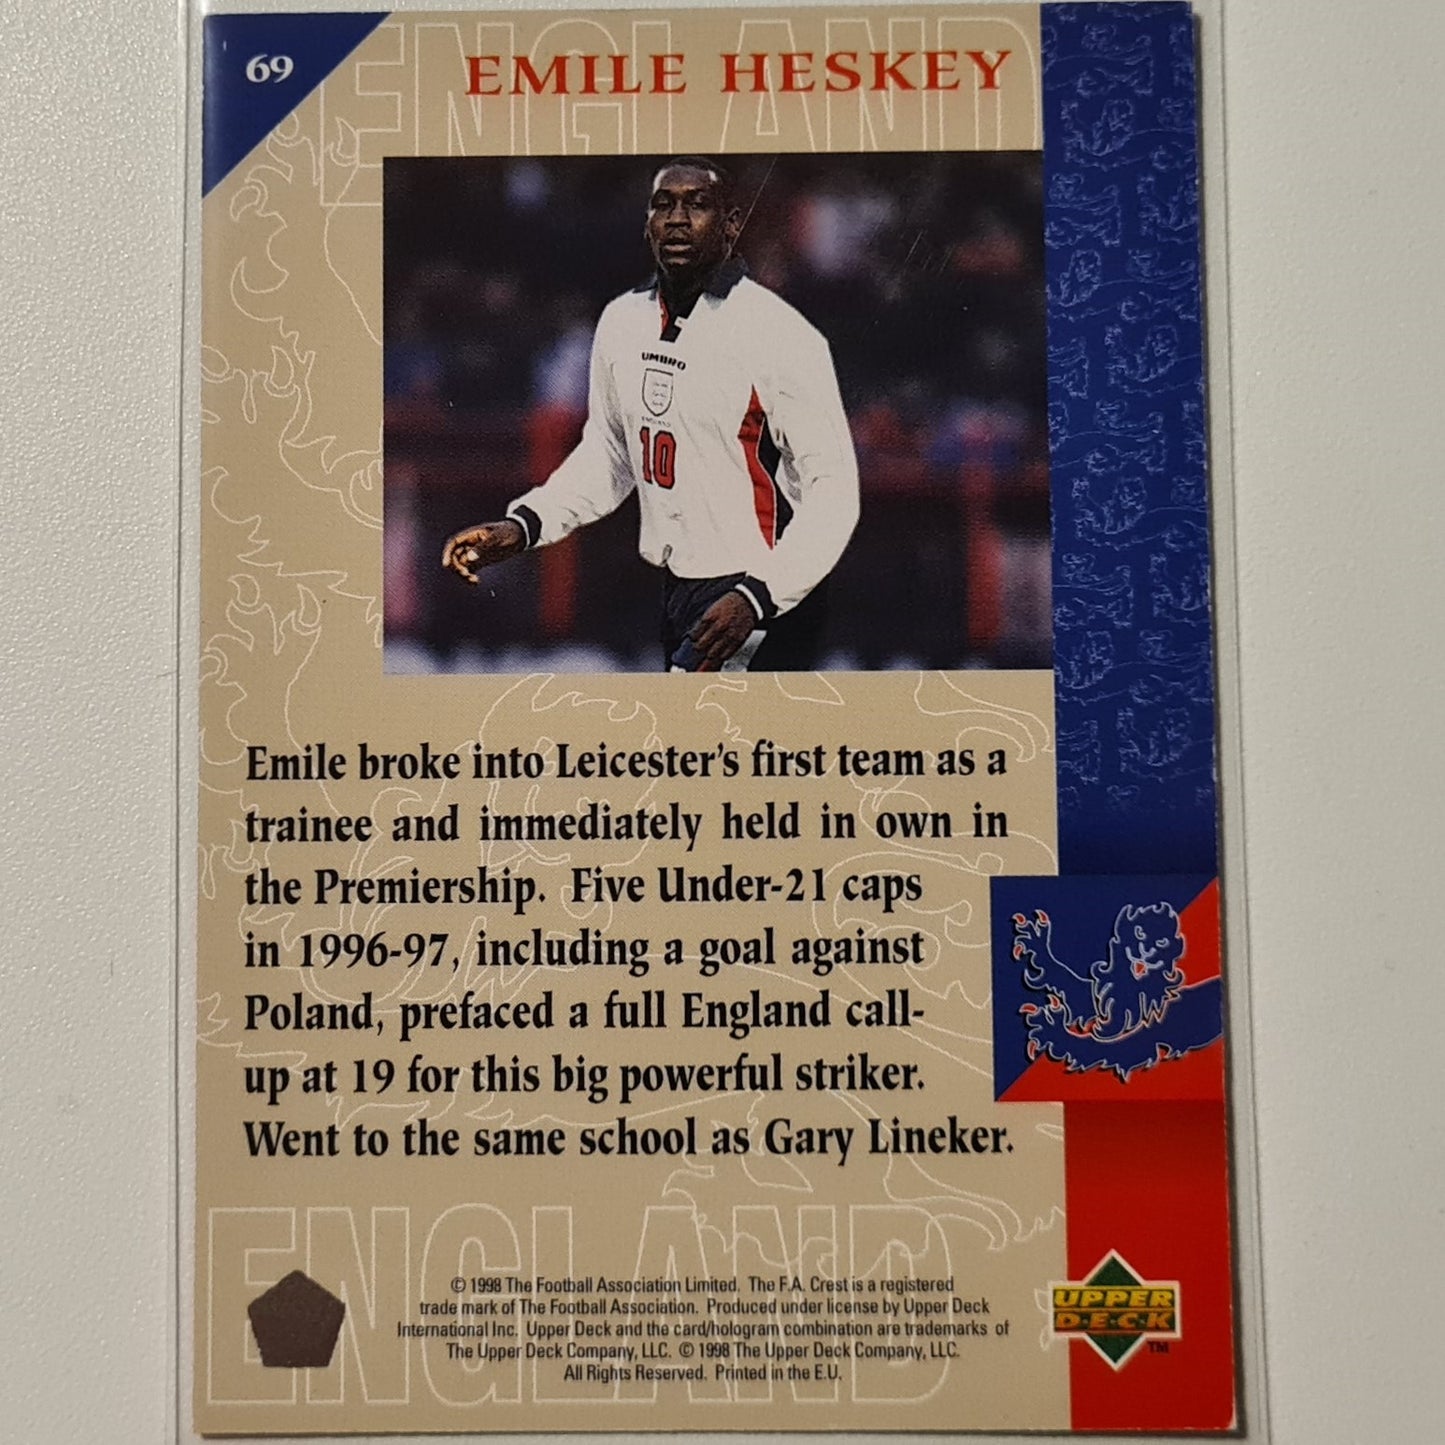 69
EMILE HESKEY
ENGLAND
UMBRO
ENGLAND
10
Emile broke into Leicester's first team as a
trainee and immediately held in own in
the Premiership. Five Under-21 caps
in 1996-97, including a goal against
Poland, prefaced a full England call-
up at 19 for this big powerful striker.
Went to the same school as Gary Lineker.
ENGLAND
© 1998 The Football Association Limited. The F.A. Crest is a registered
trade mark of The Football Association. Produced under license by Upper Deck
International Inc. Upper Deck and the card/hologram combination are trademarks of
The Upper Deck Company, LLC. © 1998 The Upper Deck Company, LLC.
All Rights Reserved. Printed in the E.U.
UPPER
D·E·C·K
TM